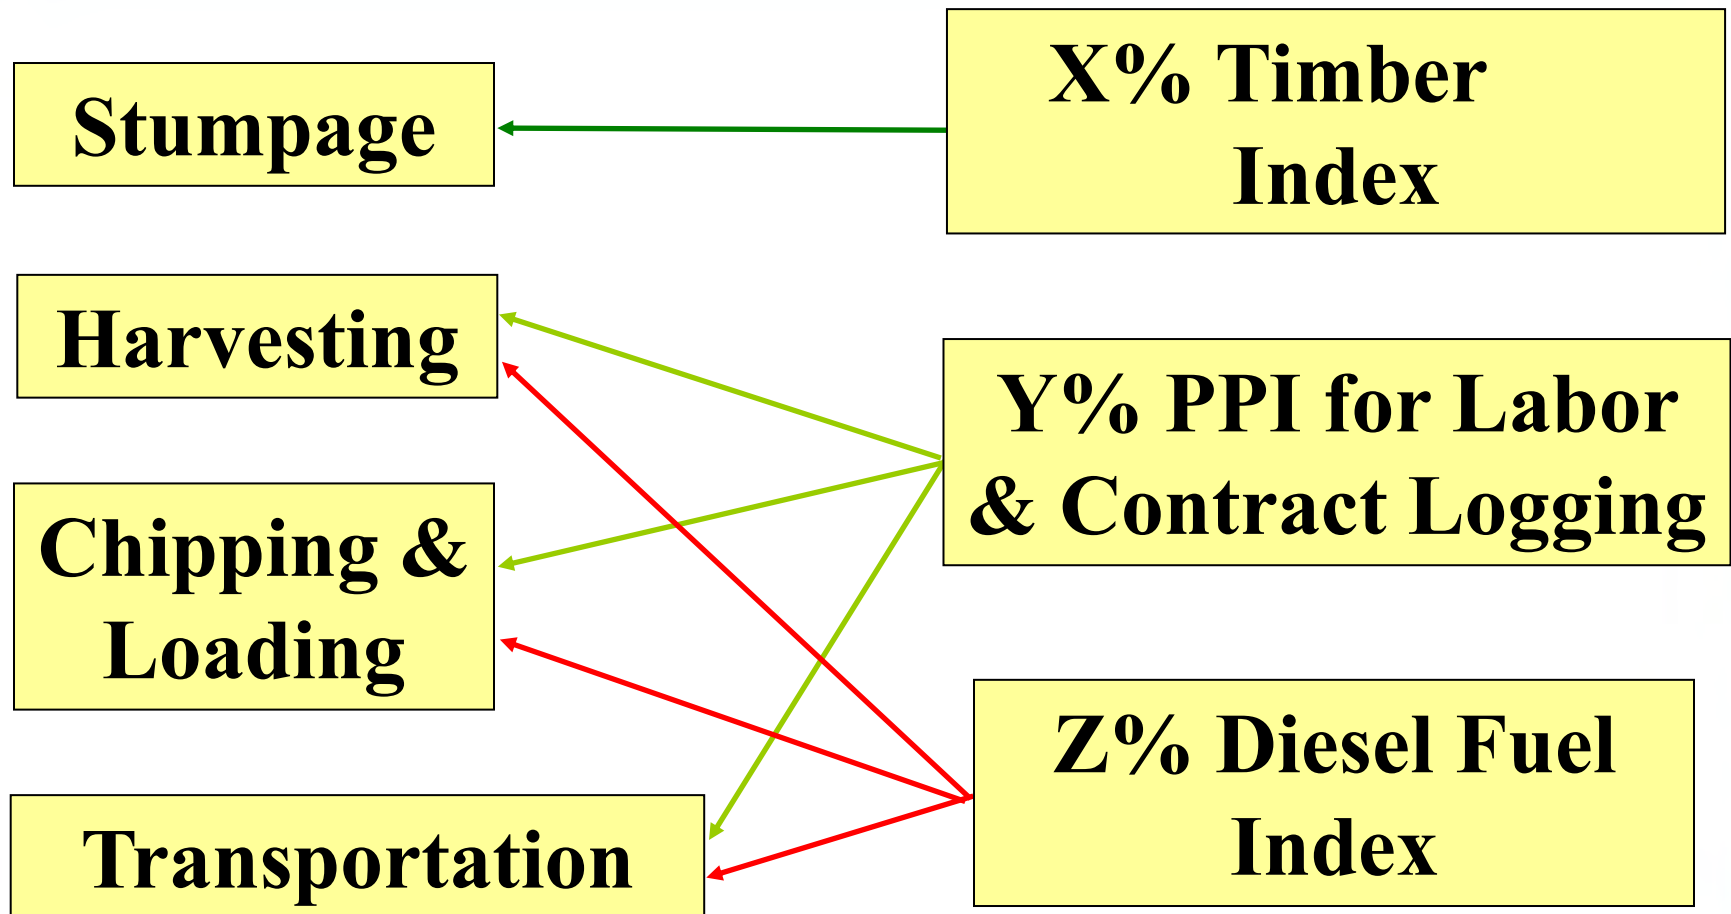 Stumpage
Harvesting
Chipping &
Loading
Transportation
X% Timber
Index
Y% PPI for Labor
& Contract Logging
Z% Diesel Fuel
Index